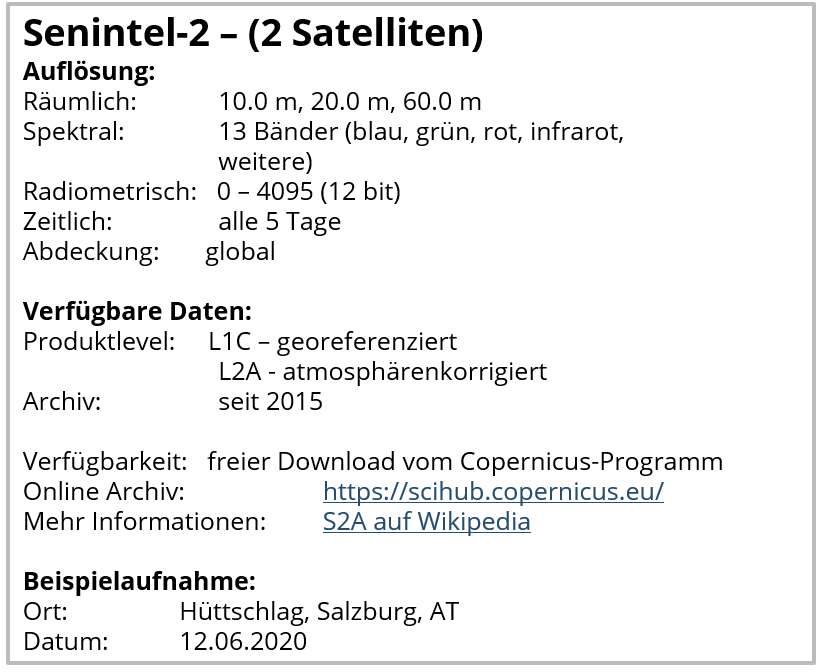 Senintel-2 – (2 Satelliten)
Auflösung:
Räumlich: 10.0 m, 20.0 m, 60.0 m
Spektral: 13 Bänder (blau, grün, rot, infrarot,
weitere)
Radiometrisch: 0 – 4095 (12 bit)
Zeitlich: alle 5 Tage
Abdeckung: global
Verfügbare Daten:
Produktlevel: L1C – georeferenziert
L2A - atmosphärenkorrigiert
Archiv: seit 2015
Verfügbarkeit: freier Download vom Copernicus-Programm
Online Archiv: https://scihub.copernicus.eu/
Mehr Informationen: S2A auf Wikipedia
Beispielaufnahme:
Ort: Hüttschlag, Salzburg, AT
Datum: 12.06.2020